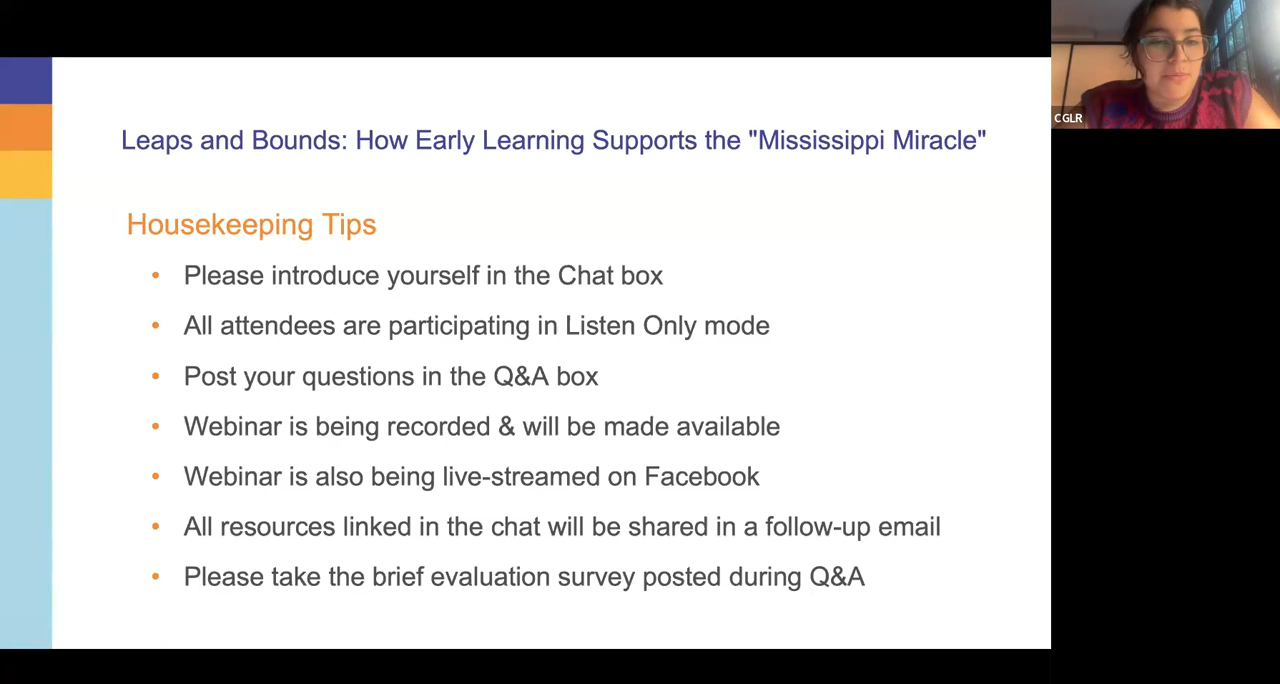 Leaps and Bounds: How Early Learning Supports the "Mississippi Miracle"
Housekeeping Tips
• Please introduce yourself in the Chat box
• All attendees are participating in Listen Only mode
• Post your questions in the Q&A box
• Webinar is being recorded & will be made available
• Webinar is also being live-streamed on Facebook
• All resources linked in the chat will be shared in a follow-up email
• Please take the brief evaluation survey posted during Q&A
CGLR